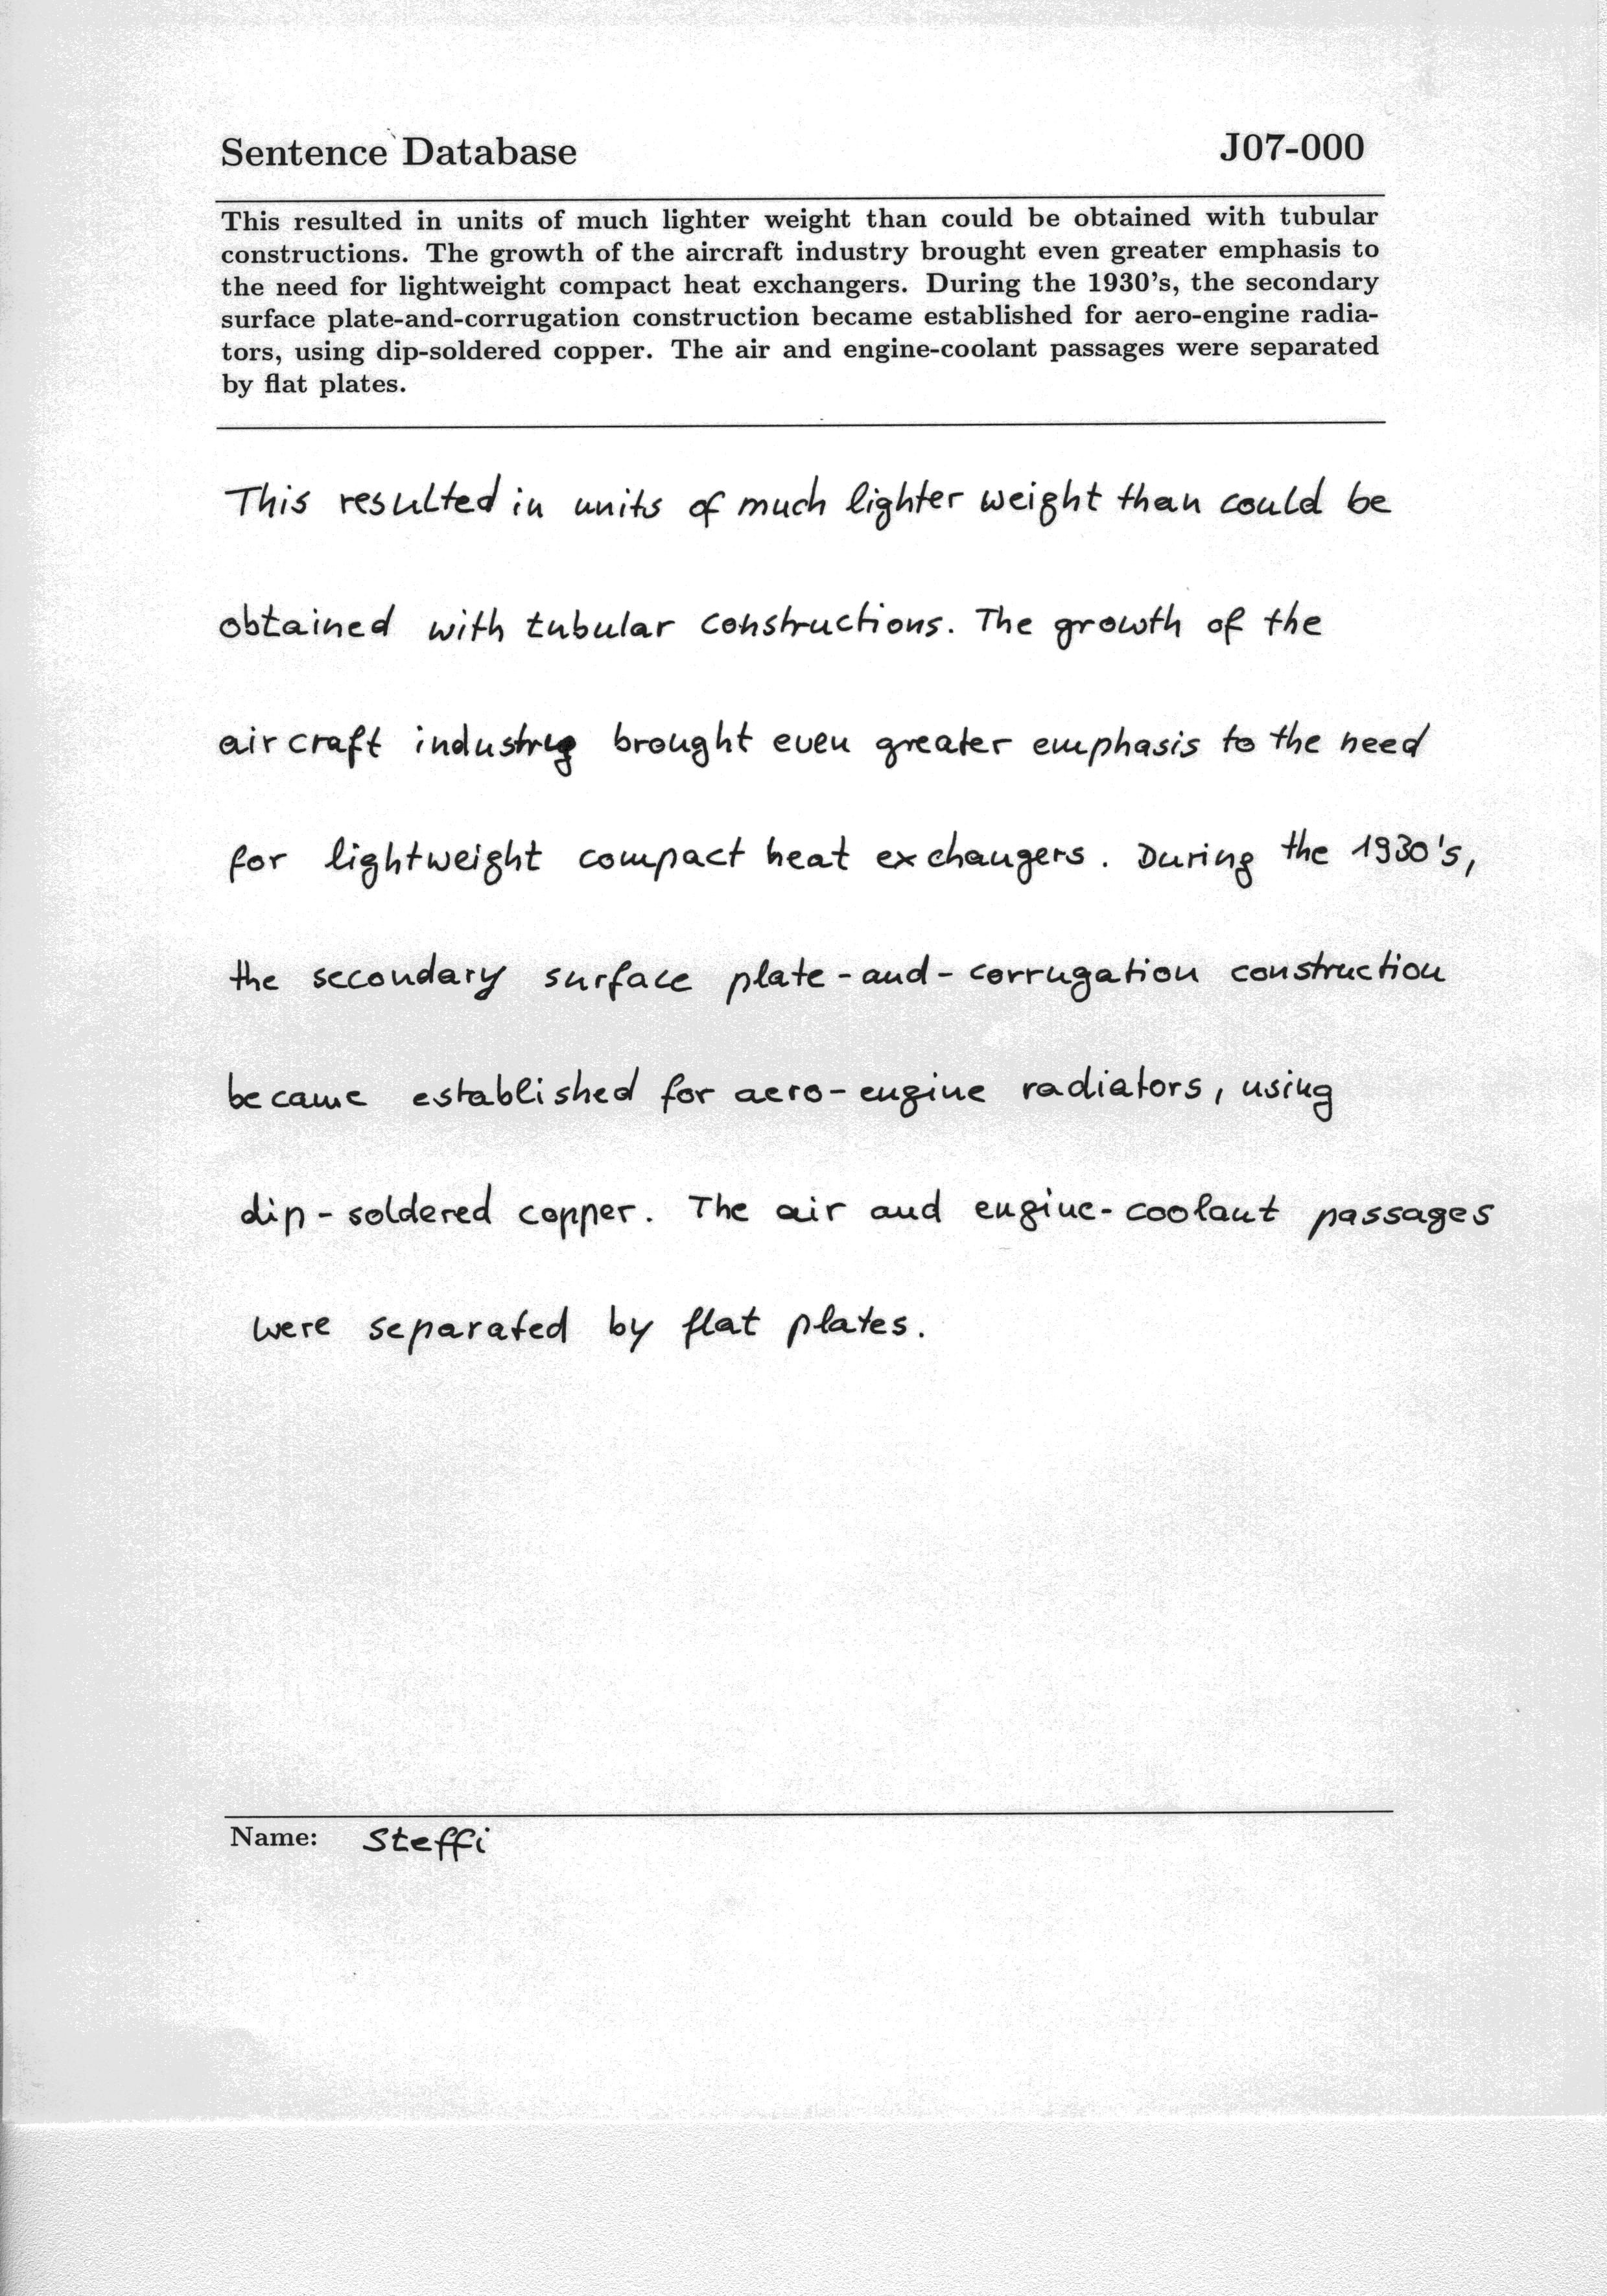 Sentence Database J07-000
This resulted in units of much lighter weight than could be obtained with tubular
constructions. The growth of the aircraft industry brought even greater emphasis to
the need for lightweight compact heat exchangers. During the 1930's, the secondary
surface plate-and-corrugation construction became established for aero-engine radia-
tors, using dip-soldered copper. The air and engine-coolant passages were separated
by flat plates.
This resulted in units of much lighter weight than could be
obtained with tubular constructions. The growth of the
aircraft industry brought even greater emphasis to the need
for lightweight compact heat exchangers. During the 1930's,
the secondary surface plate-and-corrugation construction
became established for aero-engine radiators, using
dip-soldered copper. The air and engine-coolant passages
were separated by flat plates.
Name: Steffi